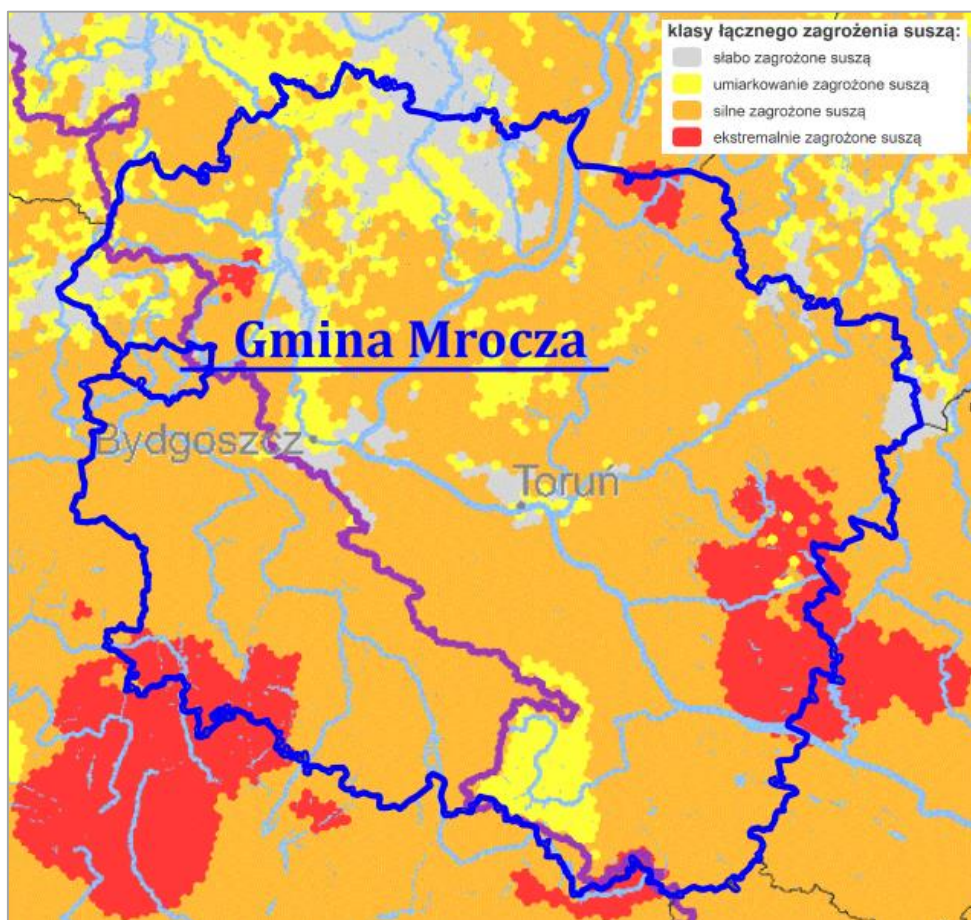 klasy łącznego zagrożenia suszą:
słabo zagrożone suszą
umiarkowanie zagrożone suszą
silne zagrożone suszą
ekstremalnie zagrożone suszą
Gmina Mrocza
Bydgoszcz
Toruń